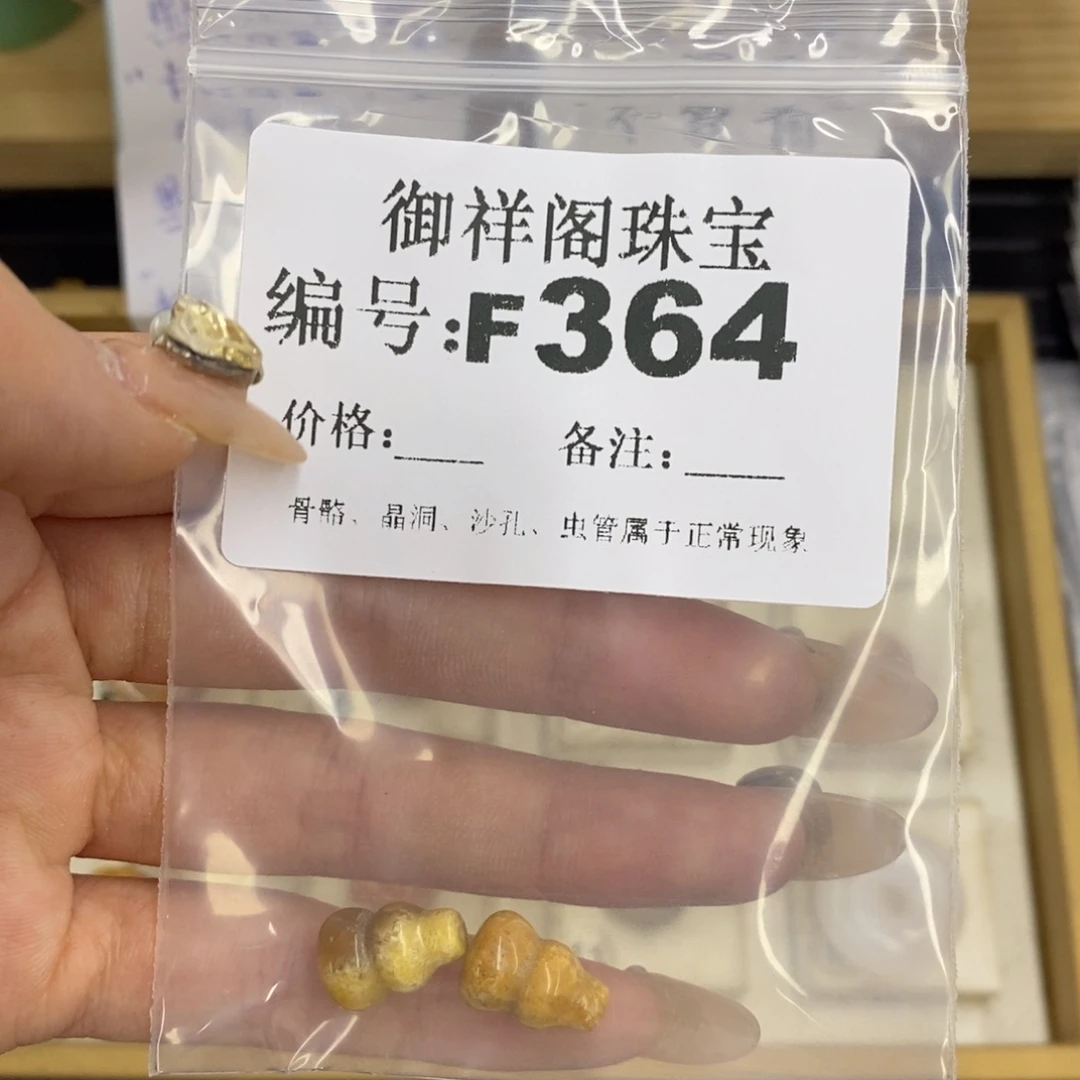 御祥阁珠宝
编号:F364
价格:____ 备注:____
骨骼、晶洞、沙孔、虫管属于正常现象